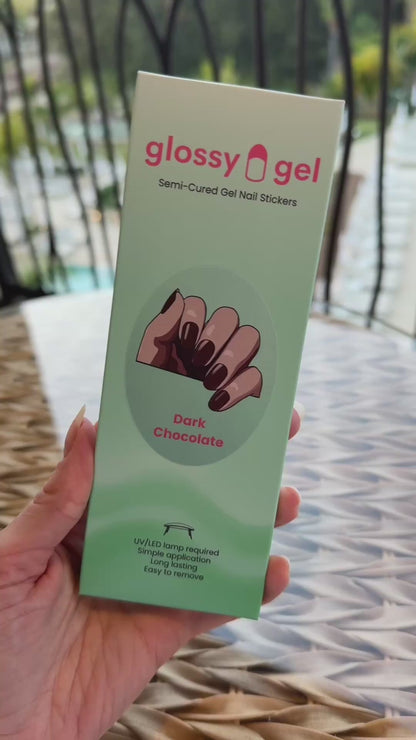 glossy gel
Semi-Cured Gel Nail Stickers
Dark
Chocolate
UV/LED lamp required
Simple application
Long lasting
Easy to remove